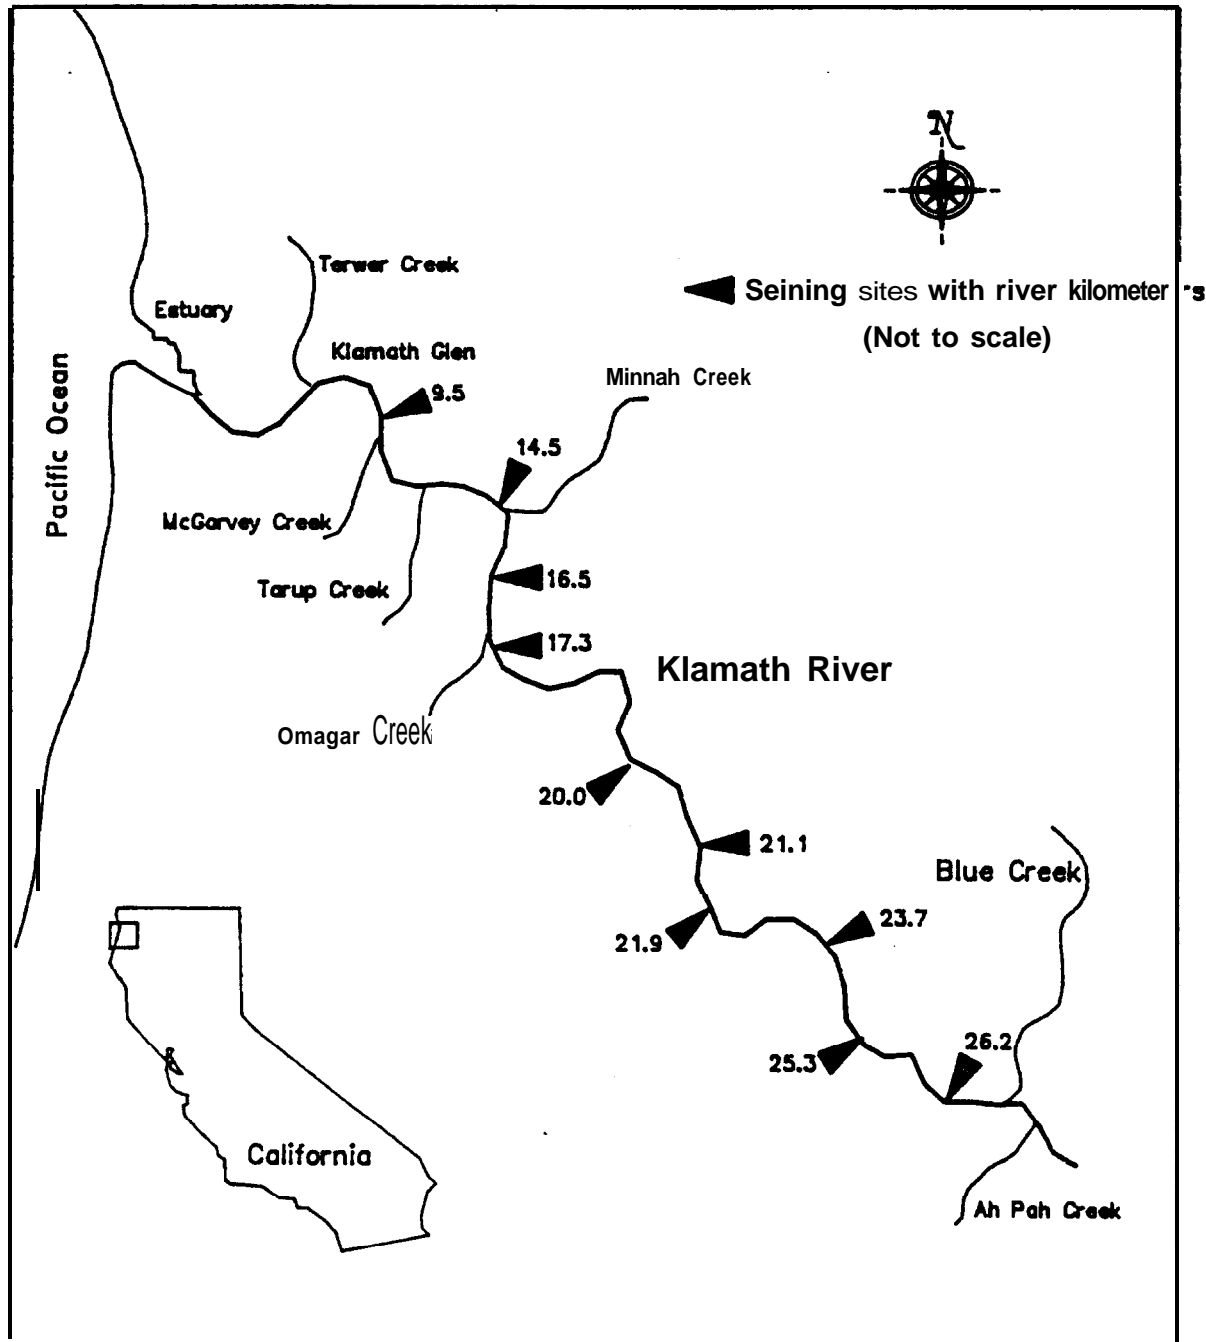 N
Seining sites with river kilometer rs
(Not to scale)
Terwer Creek
Estuary
Klamath Glen
Minnah Creek
9.5
Pacific Ocean
14.5
McGarvey Creek
16.5
Tarup Creek
17.3
Klamath River
Omagar Creek
20.0
21.1
Blue Creek
23.7
21.9
26.2
25.3
California
Ah Pah Creek